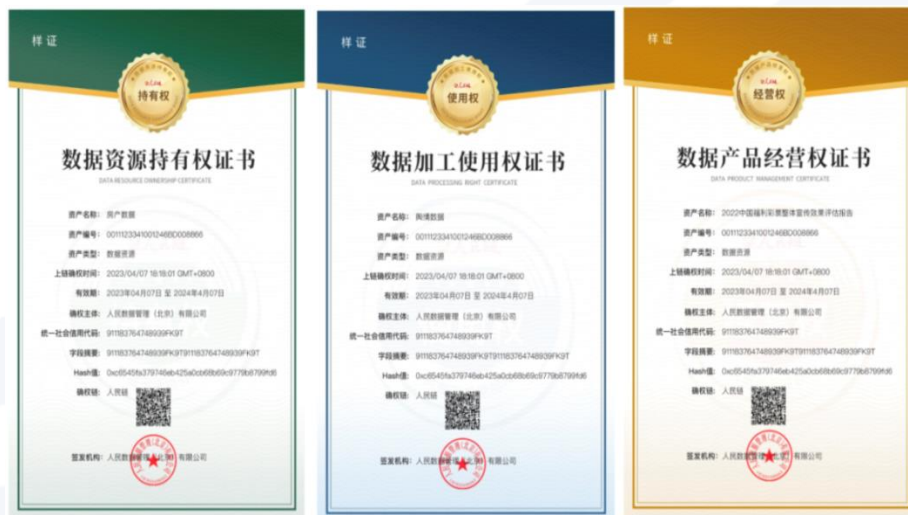 样 证
持有权
数据资源持有权证书
DATA RESOURCE OWNERSHIP CERTIFICATE
资产名称： 房产数据
资产编号： 0011123341001246BD008866
资产类型： 数据资源
上链确权时间： 2023/04/07 18:18:01 GMT+0800
有效期： 2023年04月07日 至 2024年4月07日
确权主体： 人民数据管理（北京）有限公司
统一社会信用代码： 911183764748939FK9T
字段摘要： 911183764748939FK9T911183764748939FK9T
Hash值： 0xc6545fa379746eb425a0cb68b69c9779b8799fd6
确权链： 人民链
签发机构： 人民数据管理（北京）有限公司
样 证
使用权
数据加工使用权证书
DATA PROCESSING RIGHT CERTIFICATE
资产名称： 舆情数据
资产编号： 0011123341001246BD008866
资产类型： 数据资源
上链确权时间： 2023/04/07 18:18:01 GMT+0800
有效期： 2023年04月07日 至 2024年4月07日
确权主体： 人民数据管理（北京）有限公司
统一社会信用代码： 911183764748939FK9T
字段摘要： 911183764748939FK9T911183764748939FK9T
Hash值： 0xc6545fa379746eb425a0cb68b69c9779b8799fd6
确权链： 人民链
签发机构： 人民数据管理（北京）有限公司
样 证
经营权
数据产品经营权证书
DATA PRODUCT MANAGEMENT CERTIFICATE
资产名称： 2022中国福利彩票整体宣传效果评估报告
资产编号： 0011123341001246BD008866
资产类型： 数据资源
上链确权时间： 2023/04/07 18:18:01 GMT+0800
有效期： 2023年04月07日 至 2024年4月07日
确权主体： 人民数据管理（北京）有限公司
统一社会信用代码： 911183764748939FK9T
字段摘要： 911183764748939FK9T911183764748939FK9T
Hash值： 0xc6545fa379746eb425a0cb68b69c9779b8799fd6
确权链： 人民链
签发机构： 人民数据管理（北京）有限公司